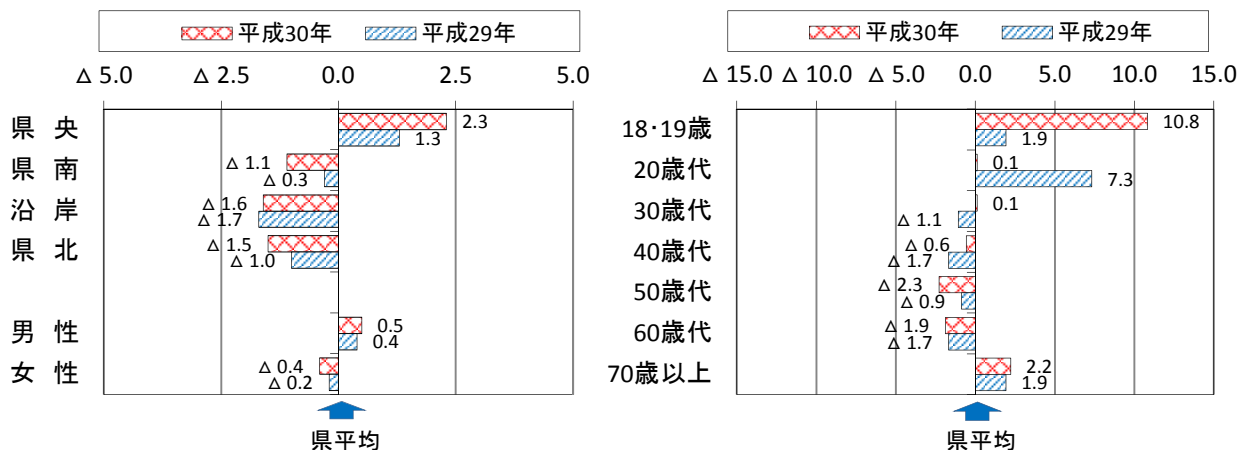 平成30年 平成29年
Δ 5.0 Δ 2.5 0.0 2.5 5.0
県 央 2.3
1.3
県 南 Δ 1.1
Δ 0.3
沿 岸 Δ 1.6
Δ 1.7
県 北 Δ 1.5
Δ 1.0
男 性 0.5
0.4
女 性 Δ 0.4
Δ 0.2
県平均
平成30年 平成29年
Δ 15.0 Δ 10.0 Δ 5.0 0.0 5.0 10.0 15.0
18･19歳 10.8
1.9
20歳代 0.1
7.3
30歳代 0.1
Δ 1.1
40歳代 Δ 0.6
Δ 1.7
50歳代 Δ 2.3
Δ 0.9
60歳代 Δ 1.9
Δ 1.7
70歳以上 2.2
1.9
県平均